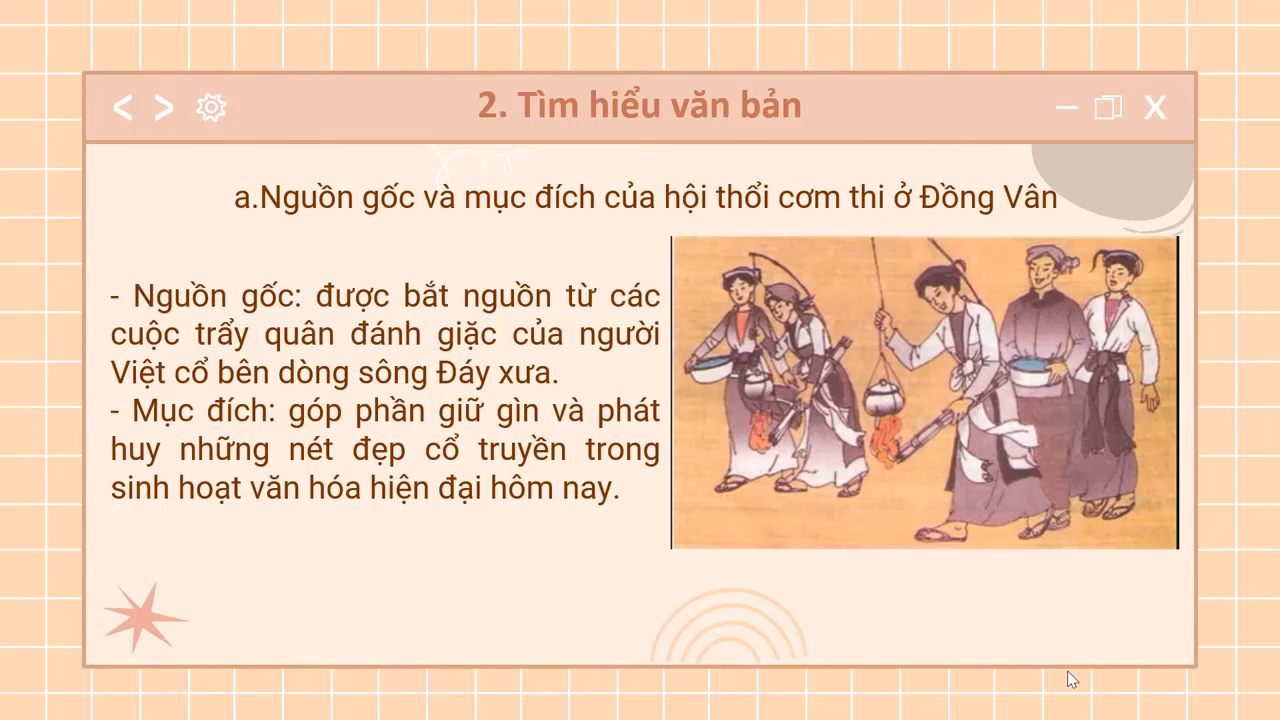 2. Tìm hiểu văn bản
a.Nguồn gốc và mục đích của hội thổi cơm thi ở Đồng Vân
- Nguồn gốc: được bắt nguồn từ các
cuộc trẩy quân đánh giặc của người
Việt cổ bên dòng sông Đáy xưa.
- Mục đích: góp phần giữ gìn và phát
huy những nét đẹp cổ truyền trong
sinh hoạt văn hóa hiện đại hôm nay.